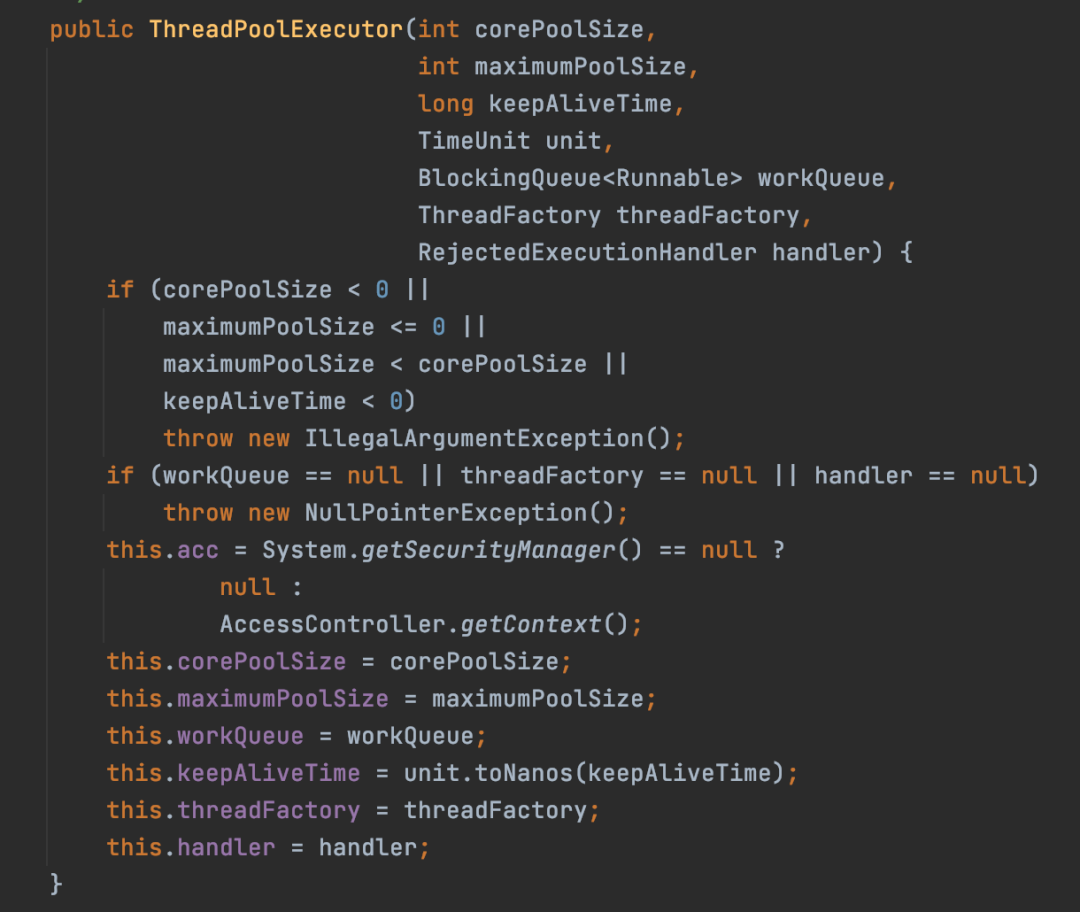 public ThreadPoolExecutor(int corePoolSize,
                          int maximumPoolSize,
                          long keepAliveTime,
                          TimeUnit unit,
                          BlockingQueue<Runnable> workQueue,
                          ThreadFactory threadFactory,
                          RejectedExecutionHandler handler) {
    if (corePoolSize < 0 ||
        maximumPoolSize <= 0 ||
        maximumPoolSize < corePoolSize ||
        keepAliveTime < 0)
        throw new IllegalArgumentException();
    if (workQueue == null || threadFactory == null || handler == null)
        throw new NullPointerException();
    this.acc = System.getSecurityManager() == null ?
            null :
            AccessController.getContext();
    this.corePoolSize = corePoolSize;
    this.maximumPoolSize = maximumPoolSize;
    this.workQueue = workQueue;
    this.keepAliveTime = unit.toNanos(keepAliveTime);
    this.threadFactory = threadFactory;
    this.handler = handler;
}